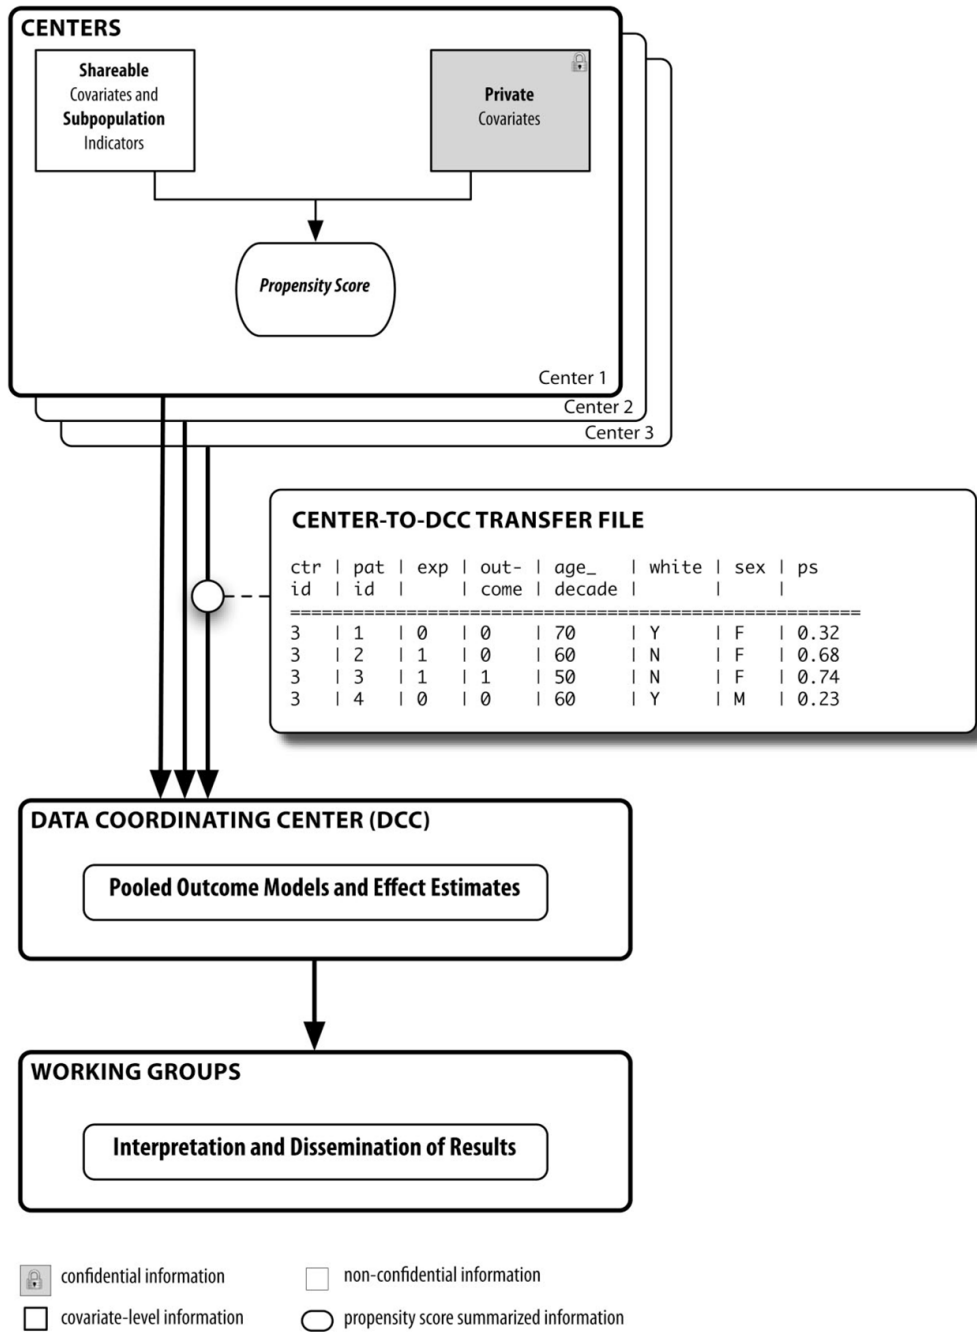 CENTERS
Shareable
Covariates and
Subpopulation
Indicators
Private
Covariates
Propensity Score
Center 1
Center 2
Center 3
CENTER-TO-DCC TRANSFER FILE
ctr | pat | exp | out- | age_ | white | sex | ps
id | id | | come | decade | | |
======================================================
3 | 1 | 0 | 0 | 70 | Y | F | 0.32
3 | 2 | 1 | 0 | 60 | N | F | 0.68
3 | 3 | 1 | 1 | 50 | N | F | 0.74
3 | 4 | 0 | 0 | 60 | Y | M | 0.23
DATA COORDINATING CENTER (DCC)
Pooled Outcome Models and Effect Estimates
WORKING GROUPS
Interpretation and Dissemination of Results
confidential information
non-confidential information
covariate-level information
propensity score summarized information